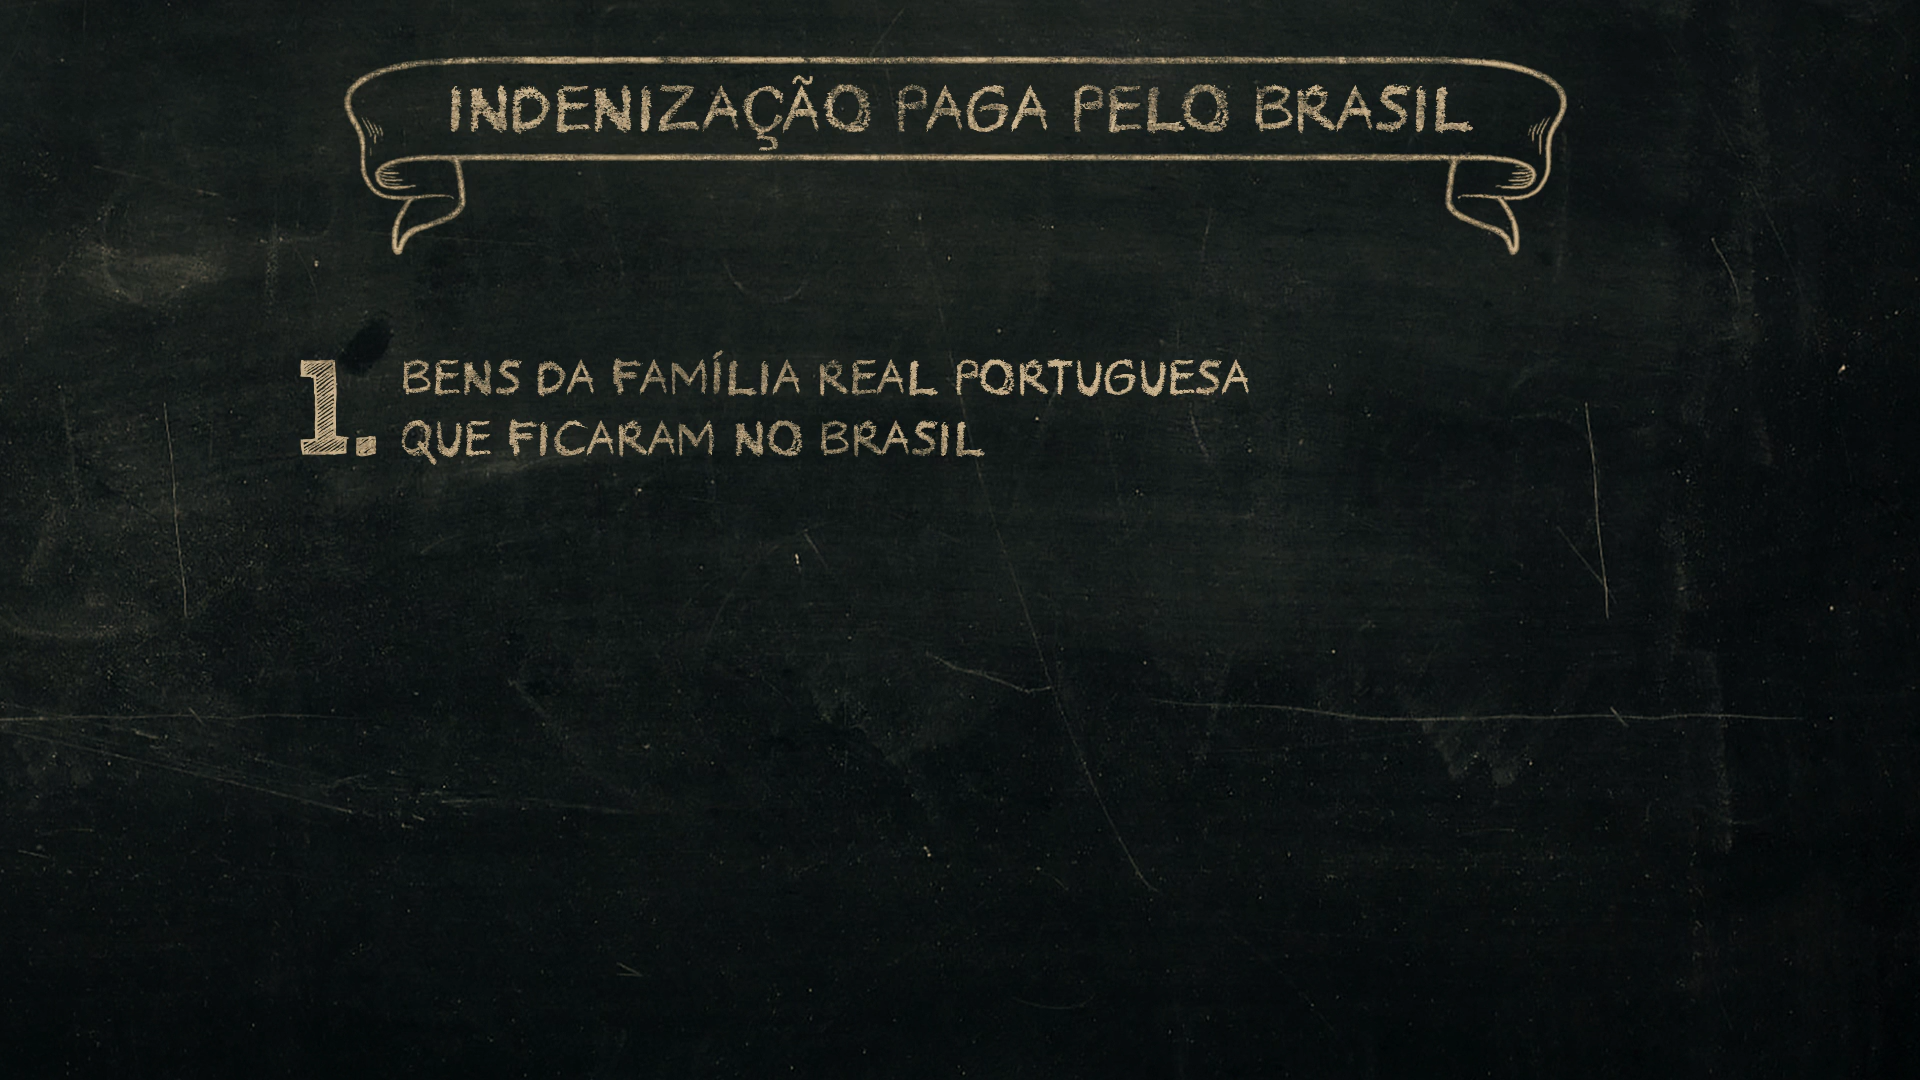 INDENIZAÇÃO PAGA PELO BRASIL
1. BENS DA FAMÍLIA REAL PORTUGUESA
QUE FICARAM NO BRASIL